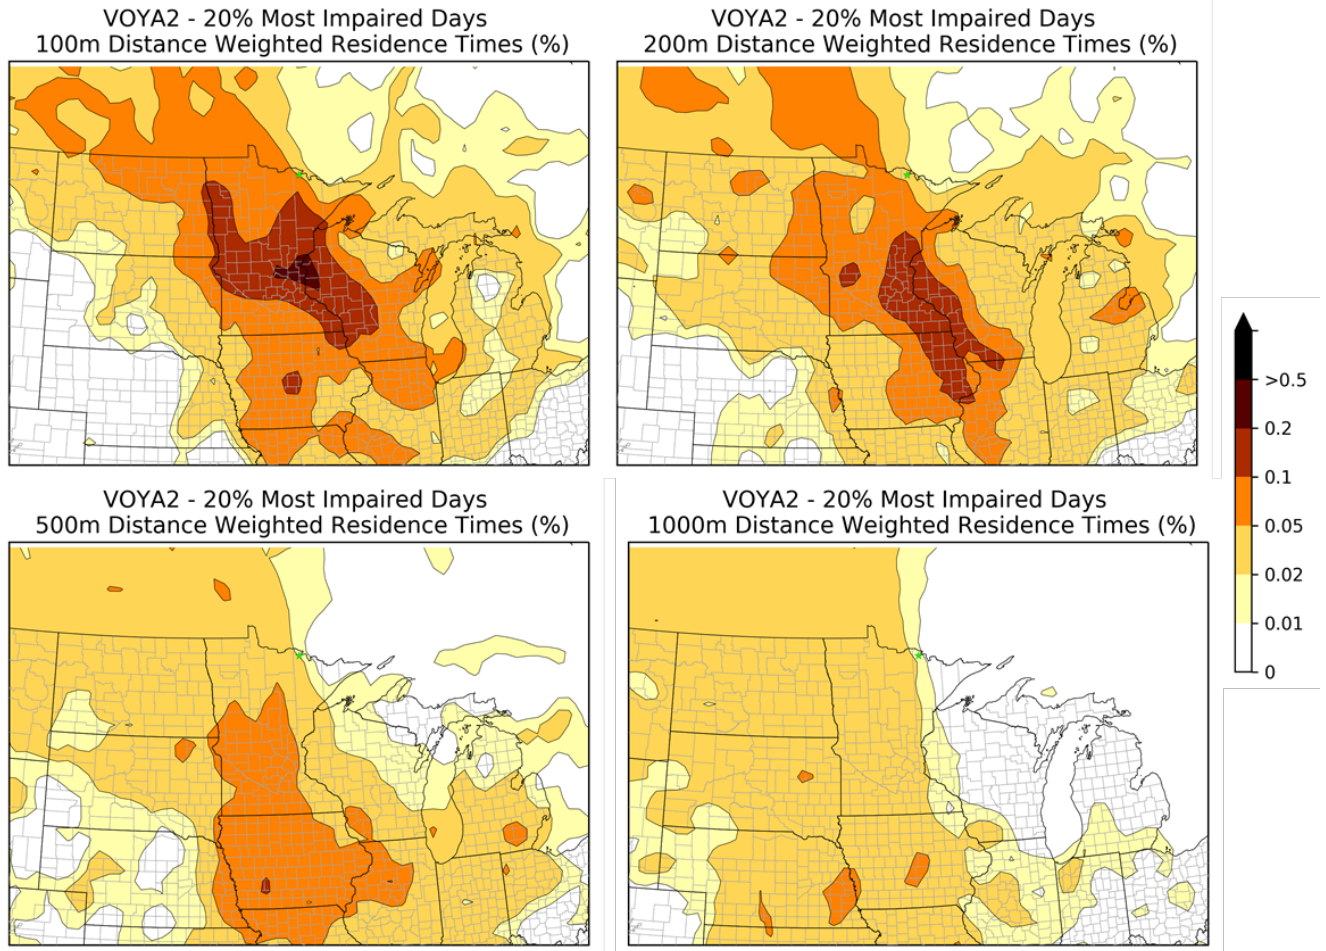 VOYA2 - 20% Most Impaired Days
100m Distance Weighted Residence Times (%)
VOYA2 - 20% Most Impaired Days
200m Distance Weighted Residence Times (%)
VOYA2 - 20% Most Impaired Days
500m Distance Weighted Residence Times (%)
VOYA2 - 20% Most Impaired Days
1000m Distance Weighted Residence Times (%)
>0.5
0.2
0.1
0.05
0.02
0.01
0